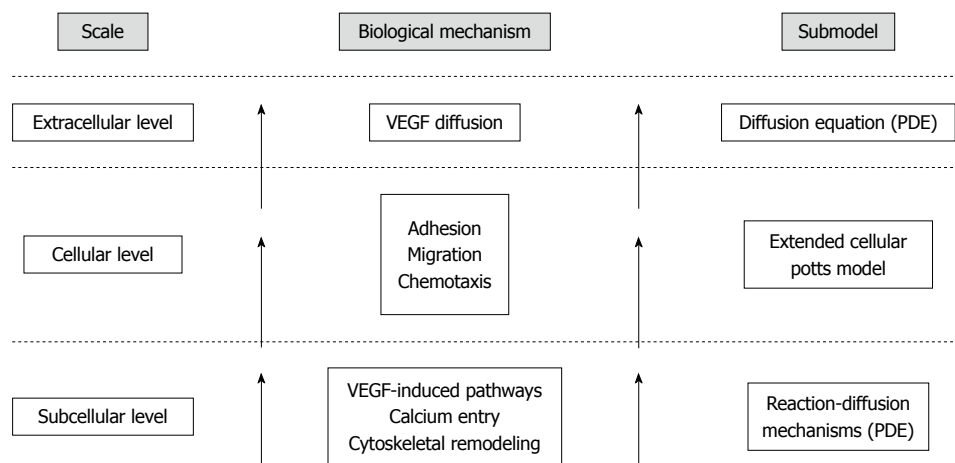 Scale
Biological mechanism
Submodel
Extracellular level
VEGF diffusion
Diffusion equation (PDE)
Cellular level
Adhesion
Migration
Chemotaxis
Extended cellular
potts model
Subcellular level
VEGF-induced pathways
Calcium entry
Cytoskeletal remodeling
Reaction-diffusion
mechanisms (PDE)